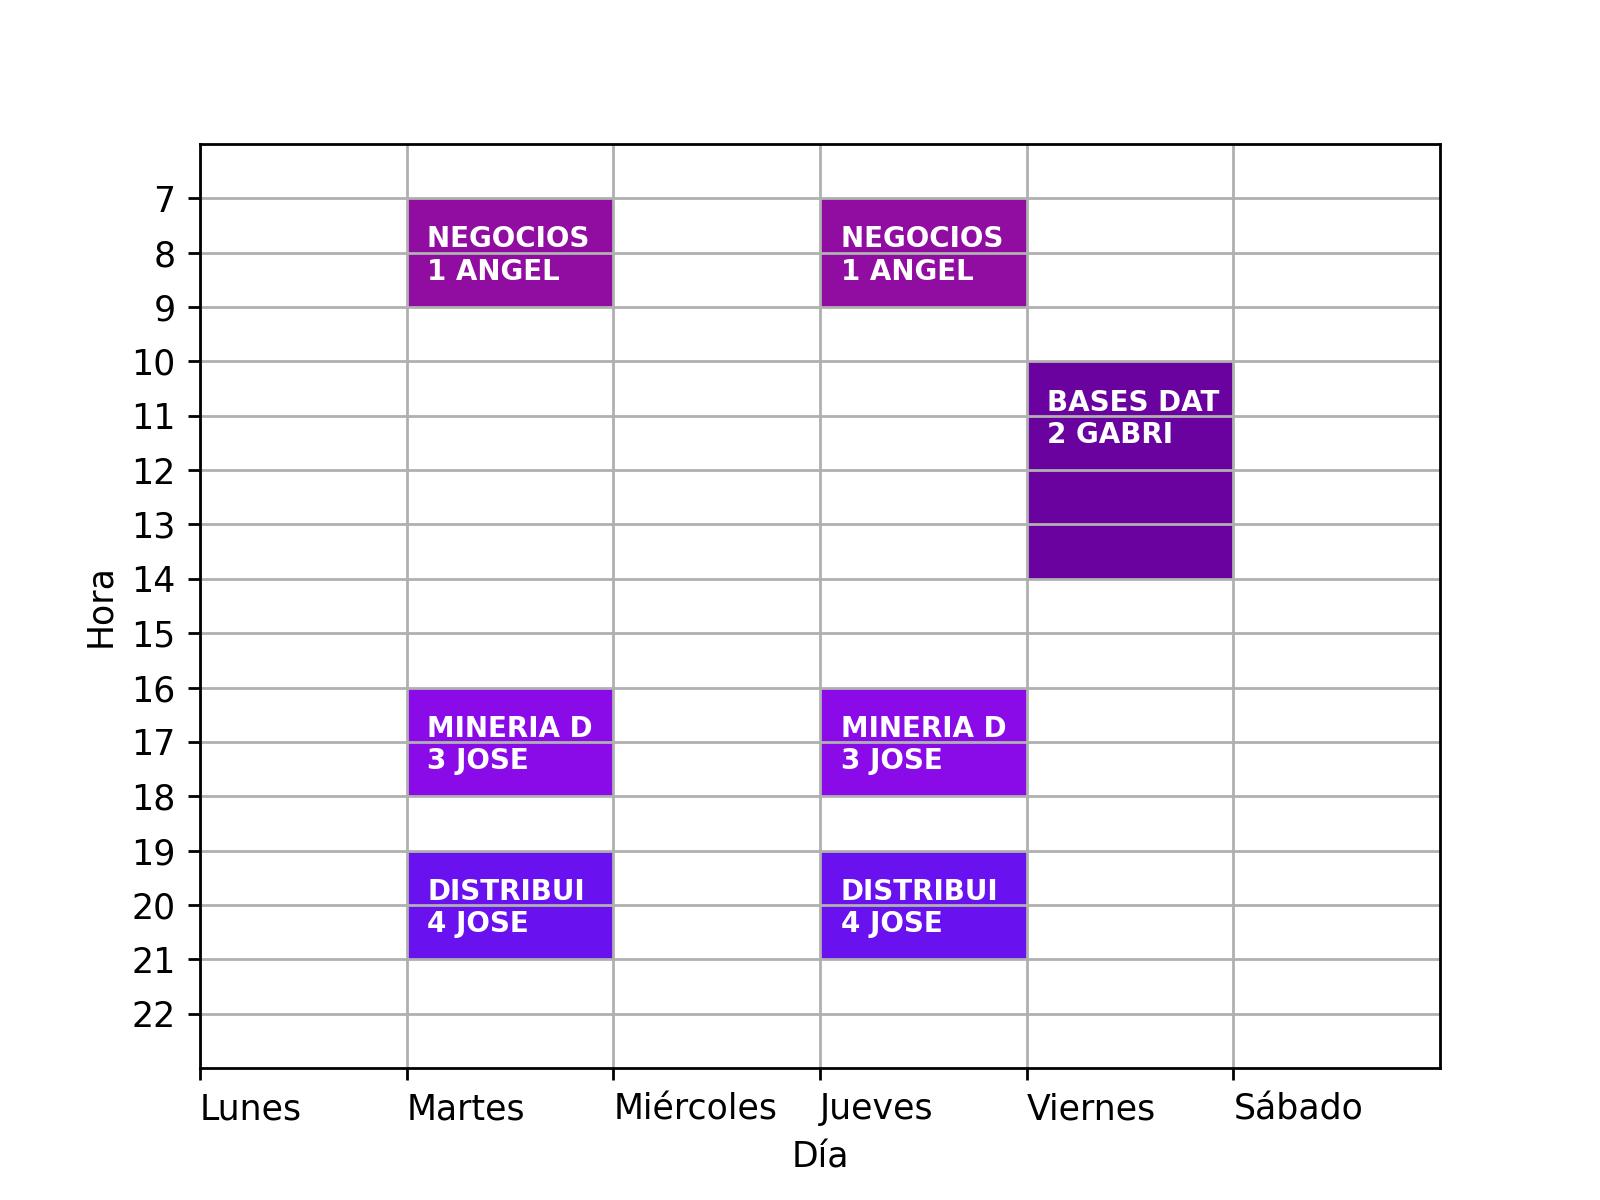 7
NEGOCIOS NEGOCIOS
8
1 ANGEL 1 ANGEL
9
10
BASES DAT
11
2 GABRI
12
13
14
Hora
15
16
MINERIA D MINERIA D
17
3 JOSE 3 JOSE
18
19
DISTRIBUI DISTRIBUI
20
4 JOSE 4 JOSE
21
22
Lunes Martes Miércoles Jueves Viernes Sábado
Día